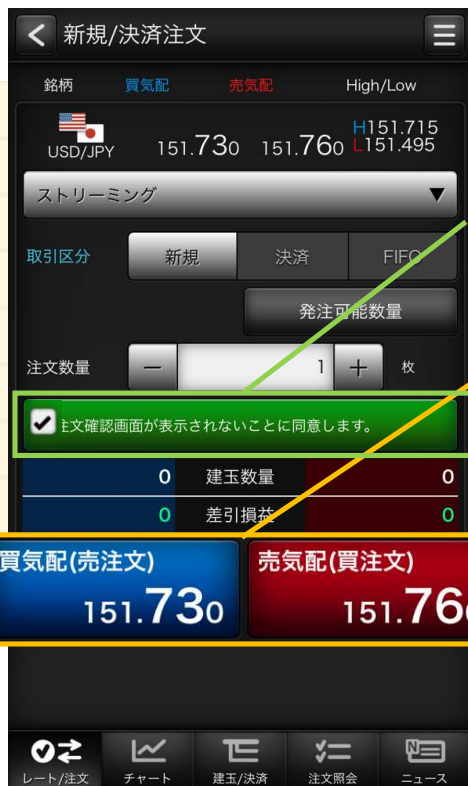 新規/決済注文
銘柄 買気配 売気配 High/Low
USD/JPY 151.730 151.760 H151.715
L151.495
ストリーミング ▼
取引区分 新規 決済 FIFO
発注可能数量
注文数量 － 1 ＋ 枚
注文確認画面が表示されないことに同意します。
0 建玉数量 0
0 差引損益 0
買気配(売注文) 売気配(買注文)
151.730 151.760
レート/注文 チャート 建玉/決済 注文照会 ニュース